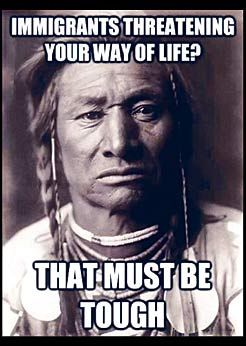 IMMIGRANTS THREATENING
YOUR WAY OF LIFE?
THAT MUST BE
TOUGH